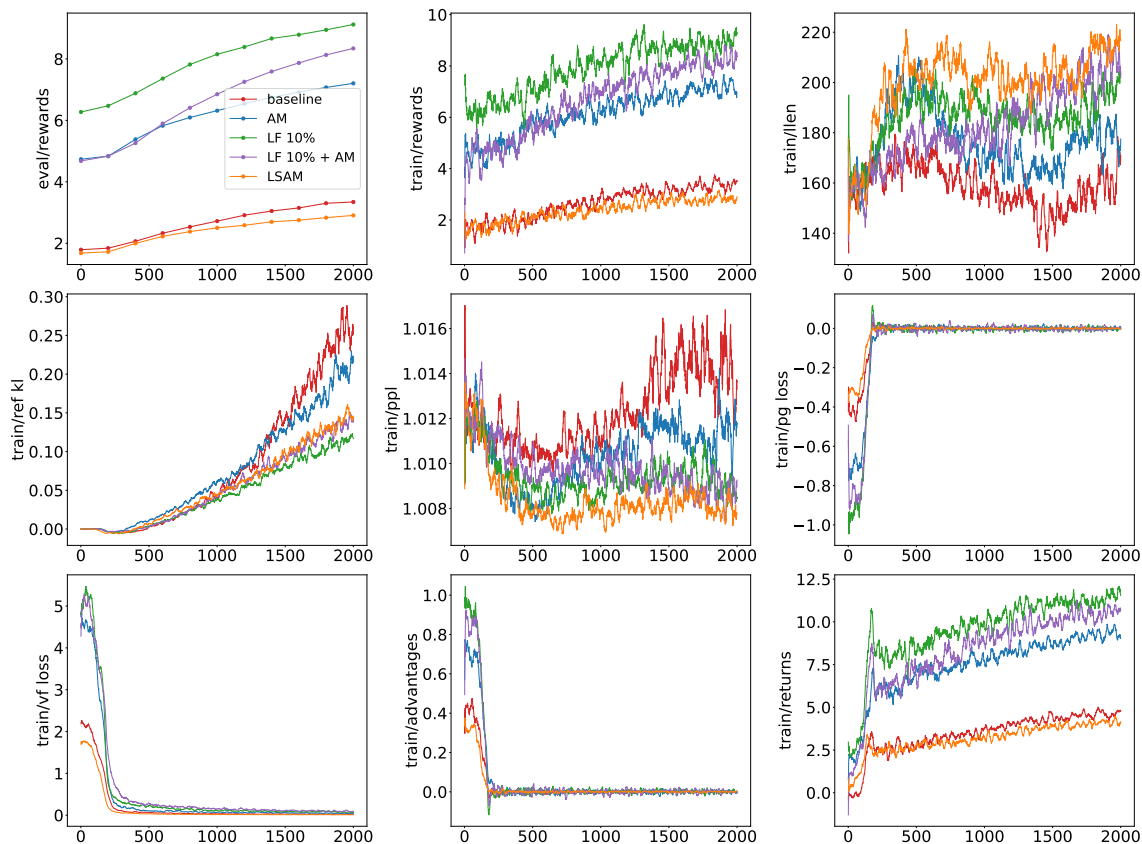 eval/rewards
8
6
4
2
0 500 1000 1500 2000
baseline
AM
LF 10%
LF 10% + AM
LSAM
train/rewards
10
8
6
4
2
0 500 1000 1500 2000
train/llen
220
200
180
160
140
0 500 1000 1500 2000
train/ref kl
0.30
0.25
0.20
0.15
0.10
0.05
0.00
0 500 1000 1500 2000
train/ppl
1.016
1.014
1.012
1.010
1.008
0 500 1000 1500 2000
train/pg loss
0.0
−0.2
−0.4
−0.6
−0.8
−1.0
0 500 1000 1500 2000
train/vf loss
5
4
3
2
1
0
0 500 1000 1500 2000
train/advantages
1.0
0.8
0.6
0.4
0.2
0.0
0 500 1000 1500 2000
train/returns
12.5
10.0
7.5
5.0
2.5
0.0
0 500 1000 1500 2000